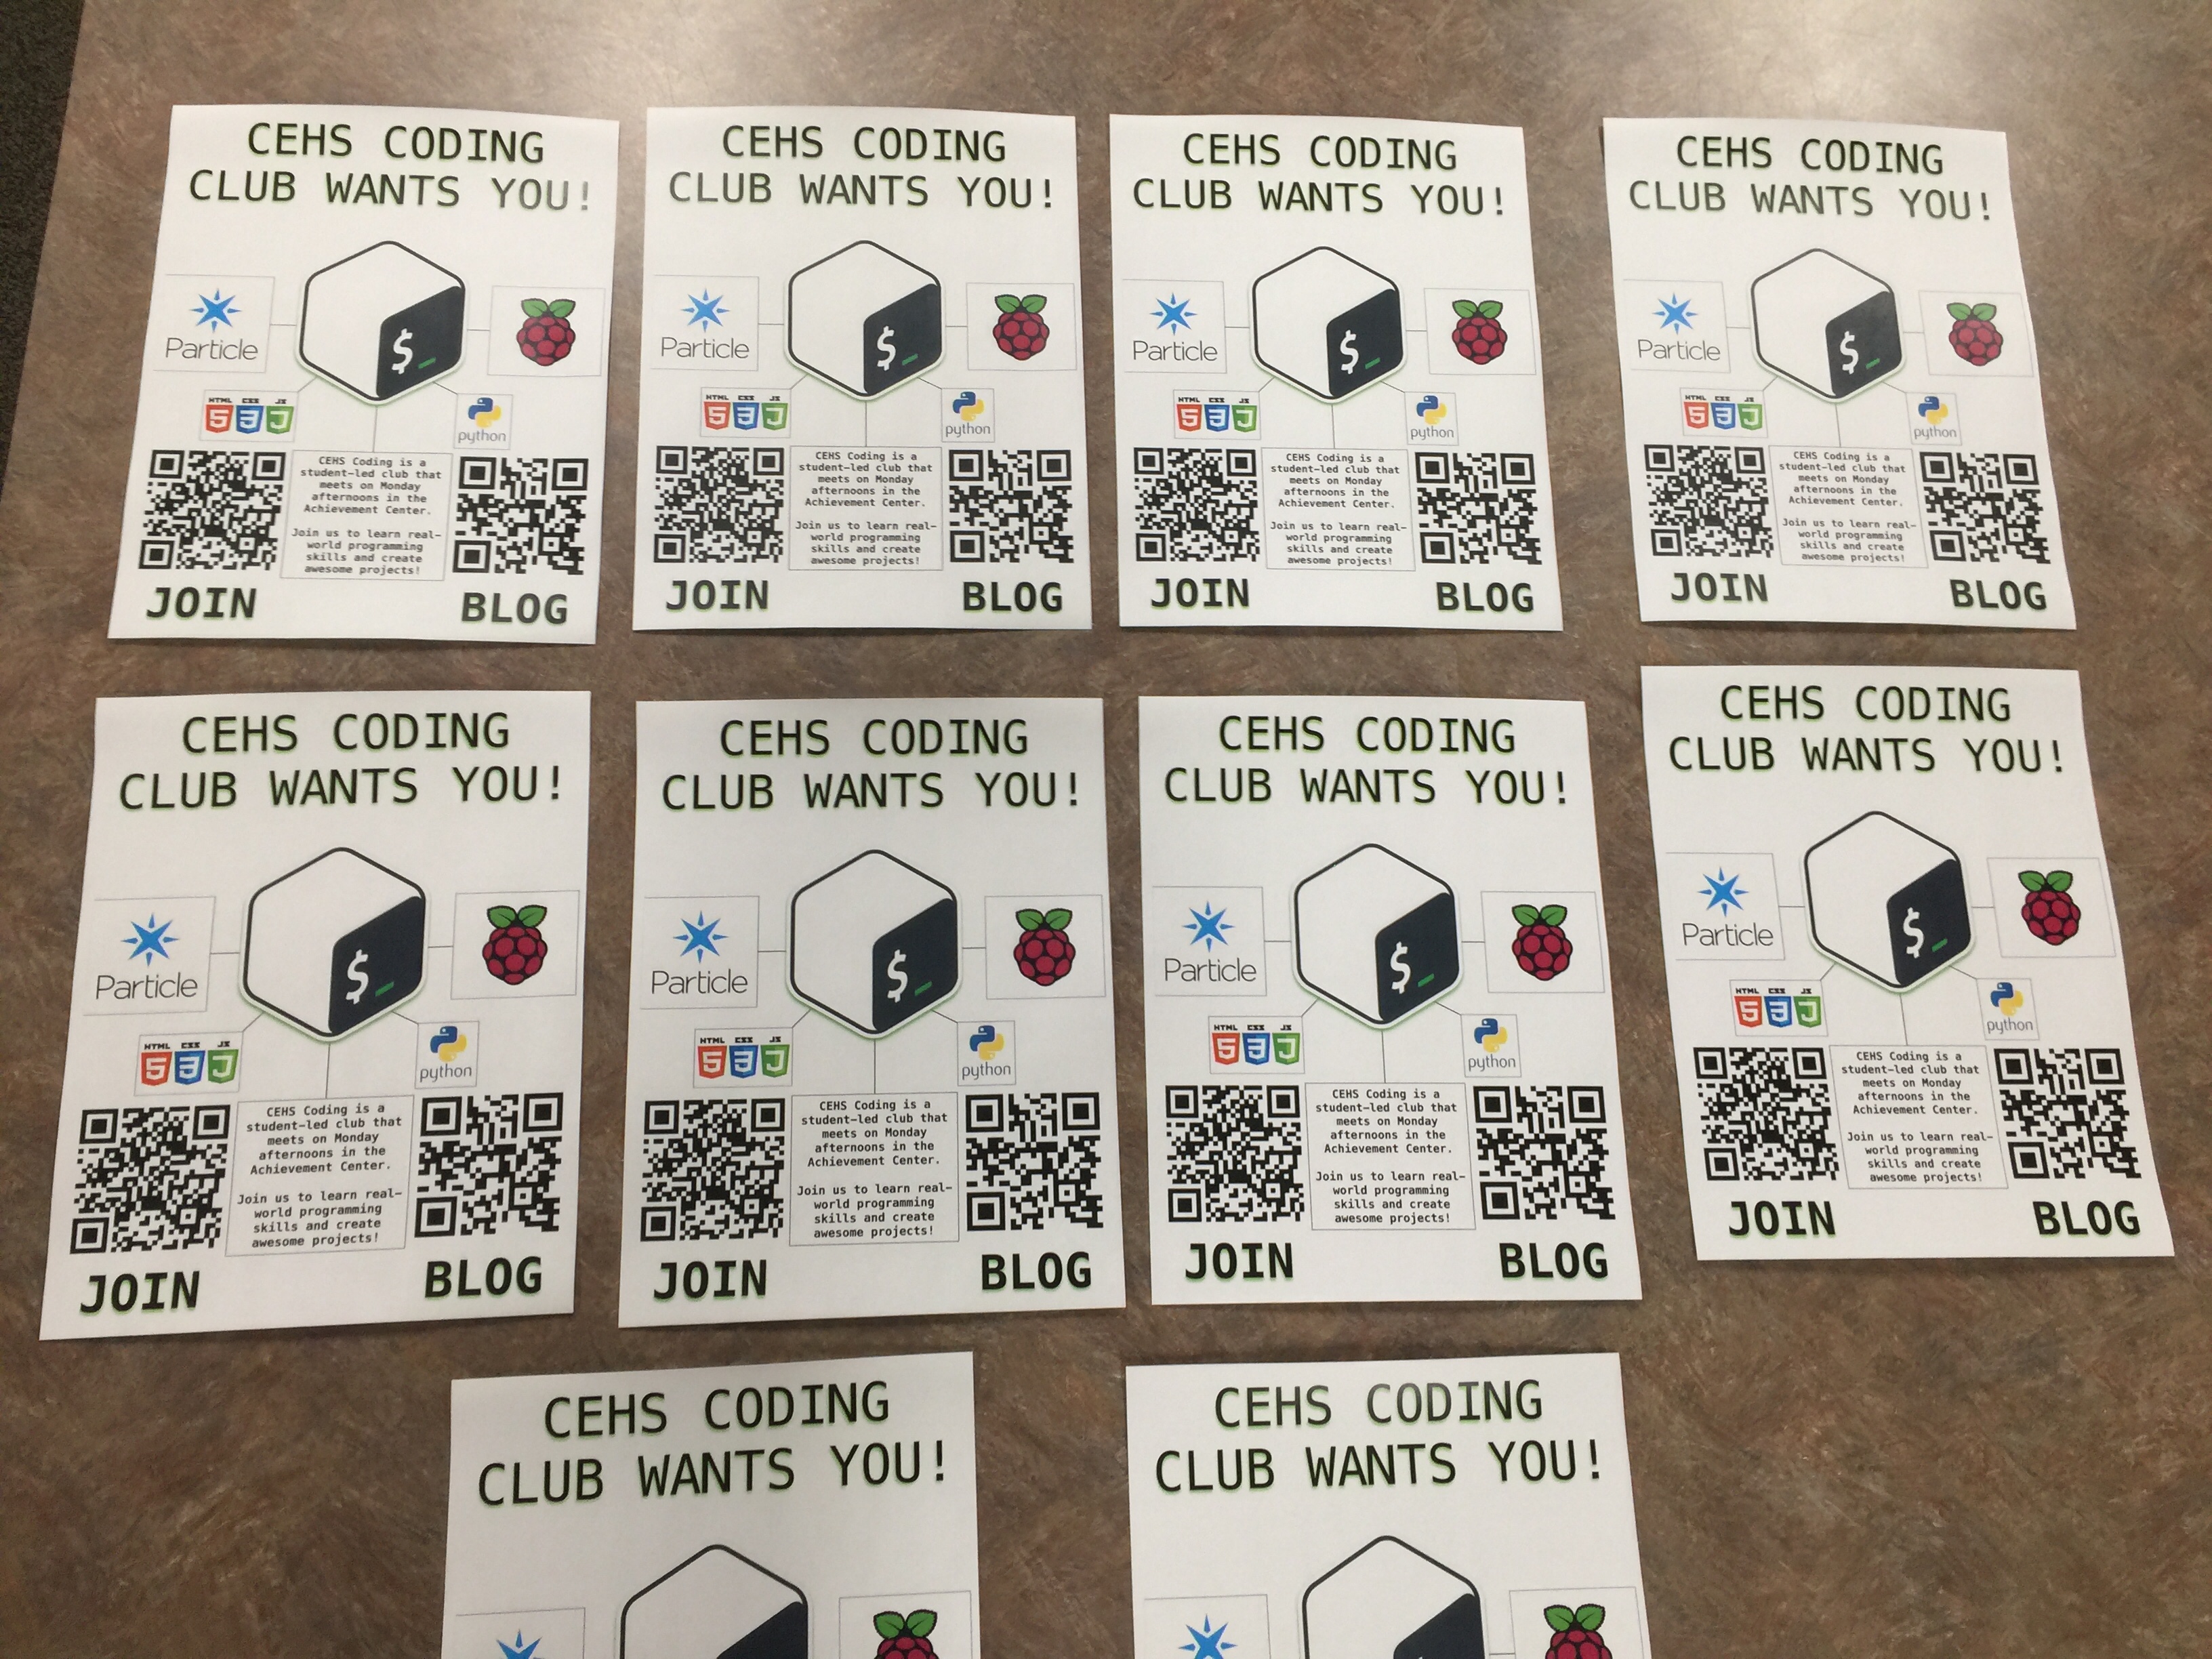 CEHS CODING
CLUB WANTS YOU!
$_
Particle
HTML CSS JS
python
CEHS Coding is a
student-led club that
meets on Monday
afternoons in the
Achievement Center.
Join us to learn real-
world programming
skills and create
awesome projects!
JOIN
BLOG
CEHS CODING
CLUB WANTS YOU!
$_
Particle
HTML CSS JS
python
CEHS Coding is a
student-led club that
meets on Monday
afternoons in the
Achievement Center.
Join us to learn real-
world programming
skills and create
awesome projects!
JOIN
BLOG
CEHS CODING
CLUB WANTS YOU!
$_
Particle
HTML CSS JS
python
CEHS Coding is a
student-led club that
meets on Monday
afternoons in the
Achievement Center.
Join us to learn real-
world programming
skills and create
awesome projects!
JOIN
BLOG
CEHS CODING
CLUB WANTS YOU!
$_
Particle
HTML CSS JS
python
CEHS Coding is a
student-led club that
meets on Monday
afternoons in the
Achievement Center.
Join us to learn real-
world programming
skills and create
awesome projects!
JOIN
BLOG
CEHS CODING
CLUB WANTS YOU!
$_
Particle
HTML CSS JS
python
CEHS Coding is a
student-led club that
meets on Monday
afternoons in the
Achievement Center.
Join us to learn real-
world programming
skills and create
awesome projects!
JOIN
BLOG
CEHS CODING
CLUB WANTS YOU!
$_
Particle
HTML CSS JS
python
CEHS Coding is a
student-led club that
meets on Monday
afternoons in the
Achievement Center.
Join us to learn real-
world programming
skills and create
awesome projects!
JOIN
BLOG
CEHS CODING
CLUB WANTS YOU!
$_
Particle
HTML CSS JS
python
CEHS Coding is a
student-led club that
meets on Monday
afternoons in the
Achievement Center.
Join us to learn real-
world programming
skills and create
awesome projects!
JOIN
BLOG
CEHS CODING
CLUB WANTS YOU!
$_
Particle
HTML CSS JS
python
CEHS Coding is a
student-led club that
meets on Monday
afternoons in the
Achievement Center.
Join us to learn real-
world programming
skills and create
awesome projects!
JOIN
BLOG
CEHS CODING
CLUB WANTS YOU!
CEHS CODING
CLUB WANTS YOU!